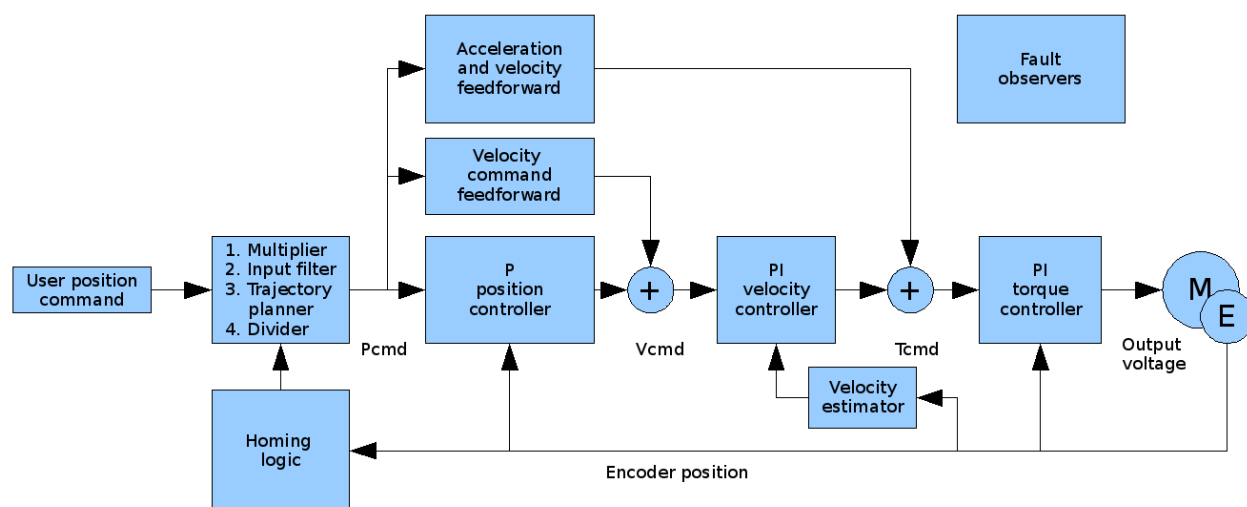 Acceleration
and velocity
feedforward
Fault
observers
Velocity
command
feedforward
User position
command
1. Multiplier
2. Input filter
3. Trajectory
planner
4. Divider
P
position
controller
+
PI
velocity
controller
+
PI
torque
controller
M
E
Pcmd
Vcmd
Tcmd
Output
voltage
Velocity
estimator
Homing
logic
Encoder position